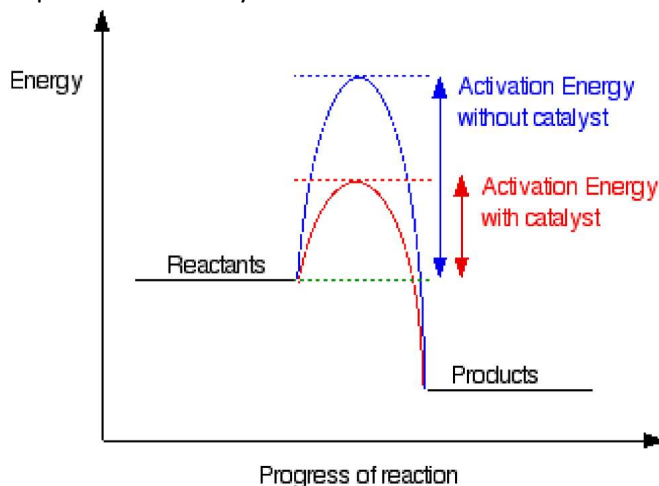 Energy
Activation Energy
without catalyst
Activation Energy
with catalyst
Reactants
Products
Progress of reaction